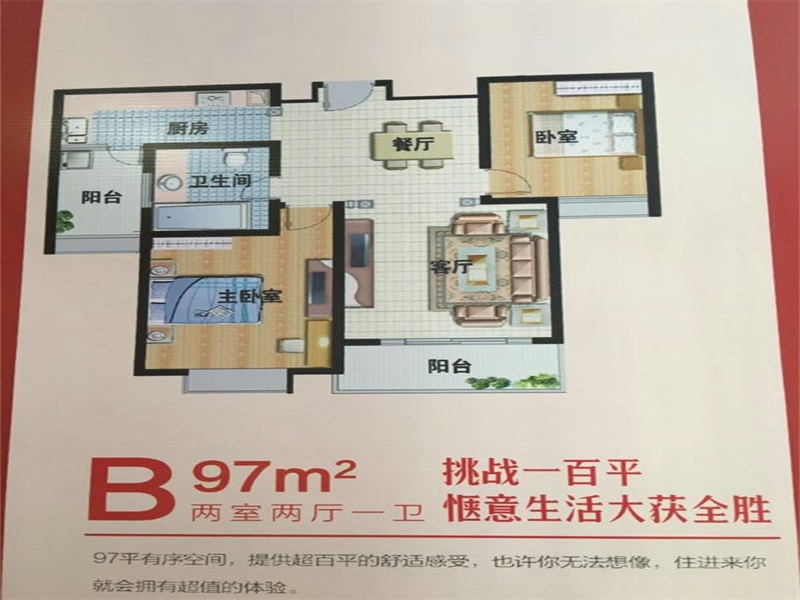 厨房
餐厅
卧室
阳台
卫生间
主卧室
客厅
阳台
B 97m²
两室两厅一卫
挑战一百平
惬意生活大获全胜
97平有序空间，提供超百平的舒适感受，也许你无法想像，住进来你
就会拥有超值的体验。